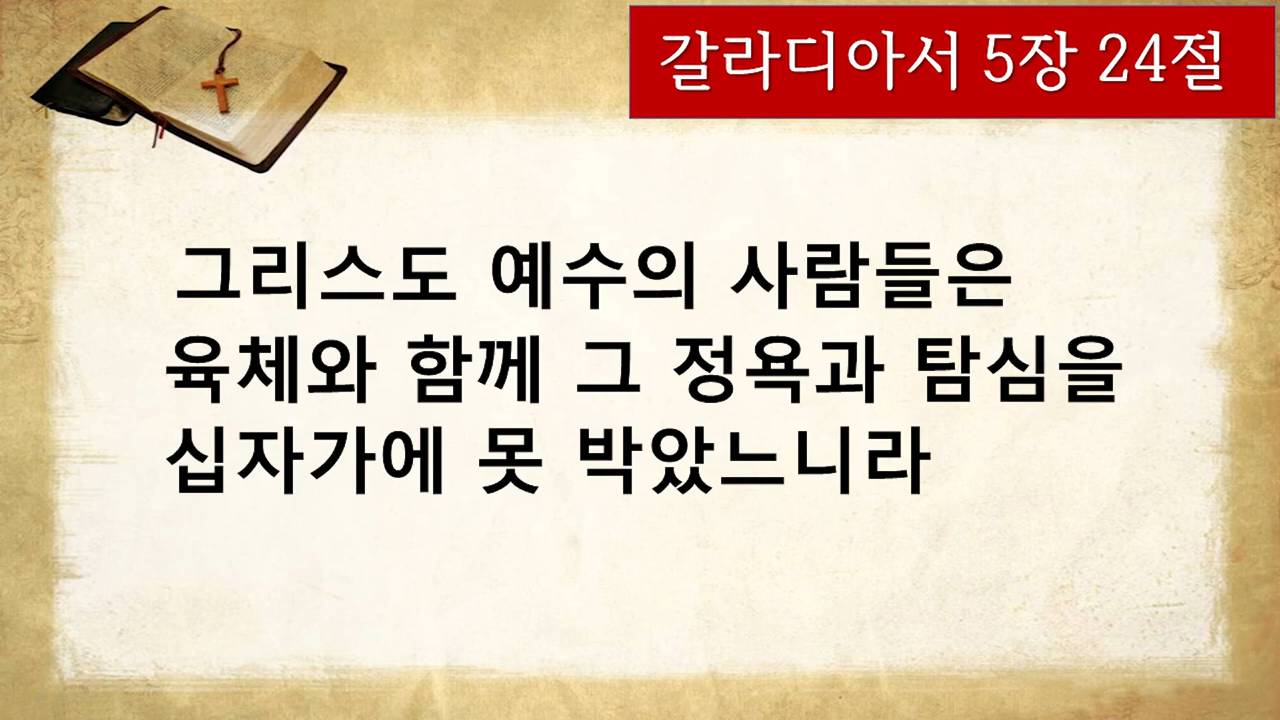 갈라디아서 5장 24절
그리스도 예수의 사람들은
육체와 함께 그 정욕과 탐심을
십자가에 못 박았느니라